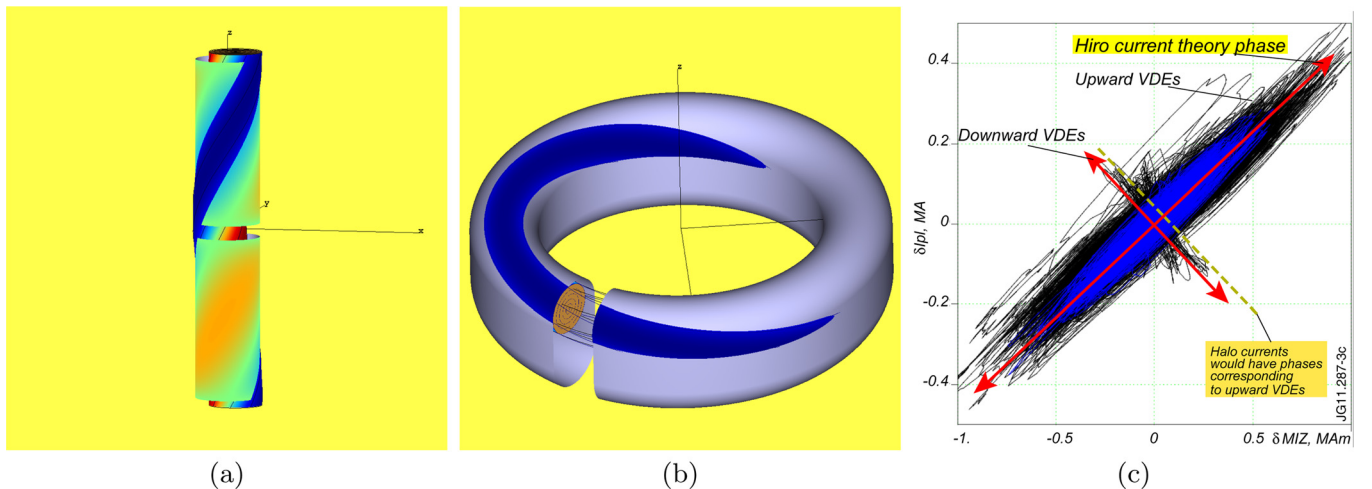 z
Y
x
(a)
z
(b)
Hiro current theory phase
Upward VDEs
Downward VDEs
0.4
0.2
0
-0.2
-0.4
δIpl, MA
Halo currents
would have phases
corresponding
to upward VDEs
JG11.287-3c
-1.
-0.5
0
0.5
δ MIZ, MAm
(c)